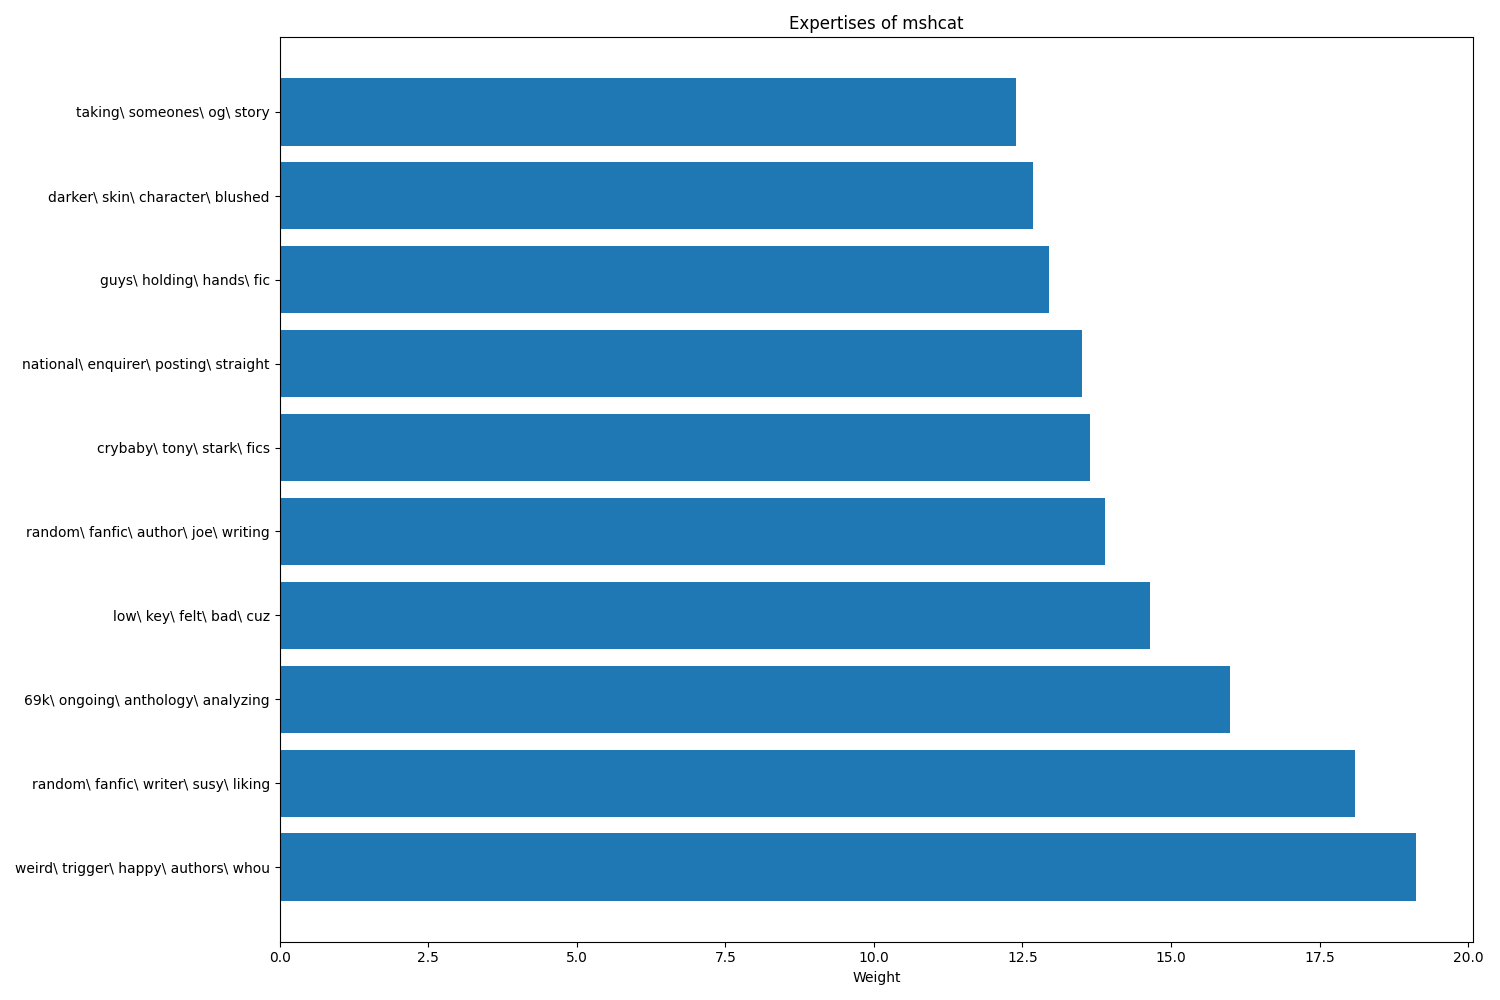 Expertises of mshcat
taking\ someones\ og\ story
darker\ skin\ character\ blushed
guys\ holding\ hands\ fic
national\ enquirer\ posting\ straight
crybaby\ tony\ stark\ fics
random\ fanfic\ author\ joe\ writing
low\ key\ felt\ bad\ cuz
69k\ ongoing\ anthology\ analyzing
random\ fanfic\ writer\ susy\ liking
weird\ trigger\ happy\ authors\ whou
0.0 2.5 5.0 7.5 10.0 12.5 15.0 17.5 20.0
Weight